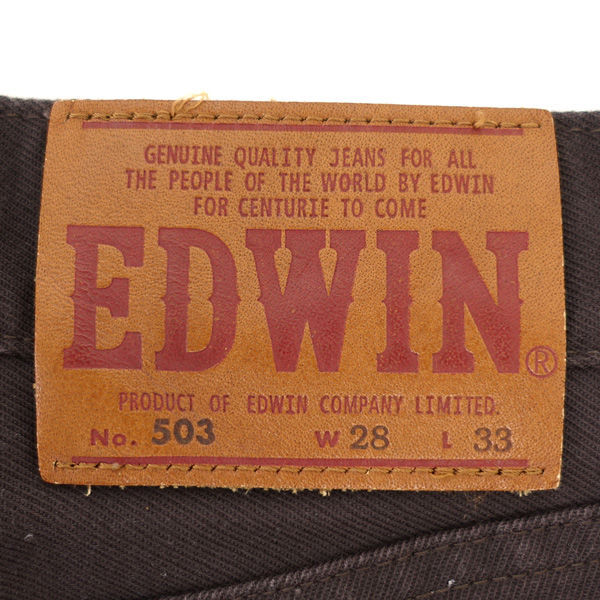 GENUINE QUALITY JEANS FOR ALL
THE PEOPLE OF THE WORLD BY EDWIN
FOR CENTURIE TO COME
EDWIN®
PRODUCT OF EDWIN COMPANY LIMITED.
No. 503 W 28 L 33